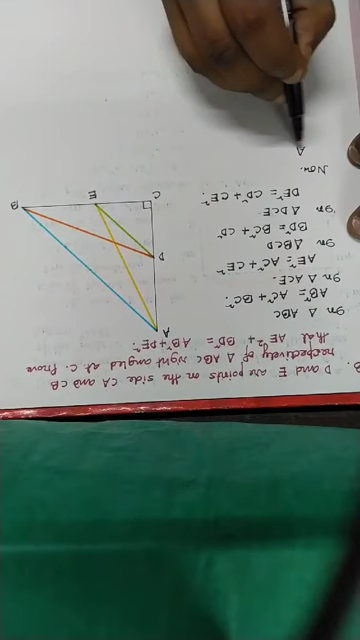 8. D and E are points on the side CA and CB
respectively of Δ ABC right angles at C. Prove
that AE² + BD² = AB² + DE²
In Δ ABC
AB² = AC² + BC²
In Δ ACE
AE² = AC² + CE²
In Δ BCD
BD² = BC² + CD²
In Δ DCE
DE² = CD² + CE²
Now.
A
D
C
E
B